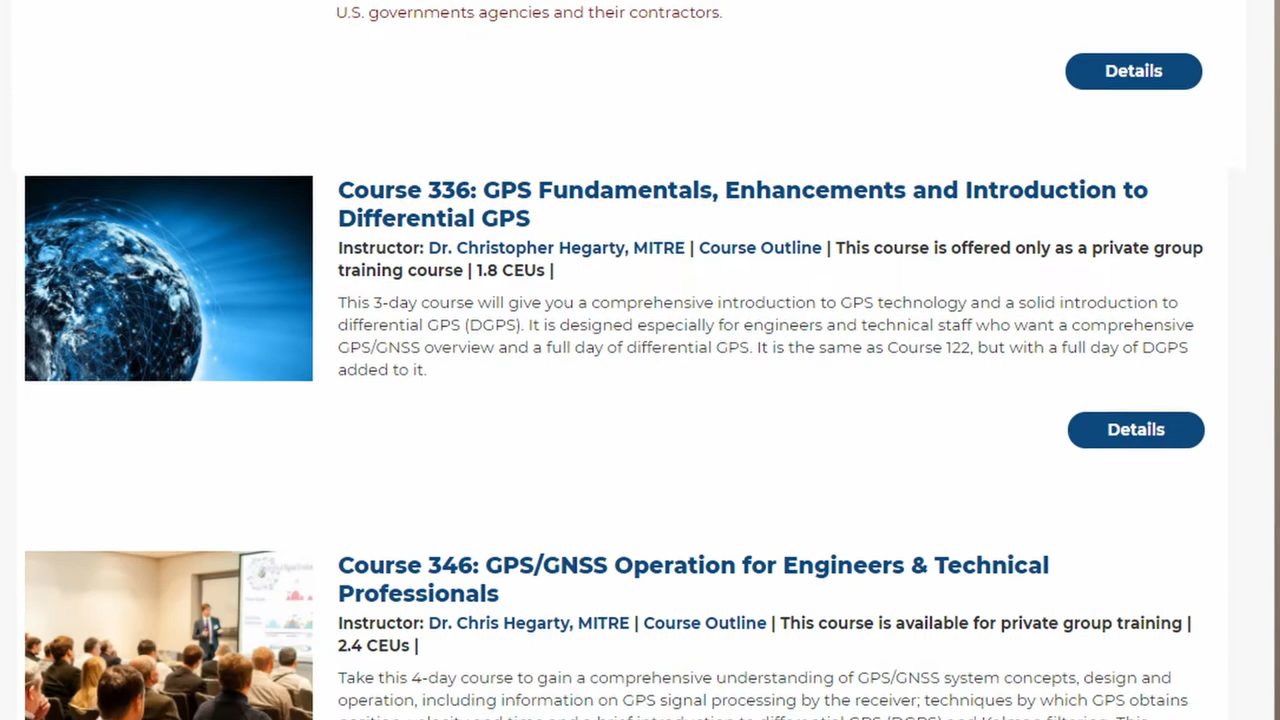 U.S. governments agencies and their contractors.
Details
Course 336: GPS Fundamentals, Enhancements and Introduction to
Differential GPS
Instructor: Dr. Christopher Hegarty, MITRE | Course Outline | This course is offered only as a private group
training course | 1.8 CEUs |
This 3-day course will give you a comprehensive introduction to GPS technology and a solid introduction to
differential GPS (DGPS). It is designed especially for engineers and technical staff who want a comprehensive
GPS/GNSS overview and a full day of differential GPS. It is the same as Course 122, but with a full day of DGPS
added to it.
Details
Course 346: GPS/GNSS Operation for Engineers & Technical
Professionals
Instructor: Dr. Chris Hegarty, MITRE | Course Outline | This course is available for private group training |
2.4 CEUs |
Take this 4-day course to gain a comprehensive understanding of GPS/GNSS system concepts, design and
operation, including information on GPS signal processing by the receiver; techniques by which GPS obtains